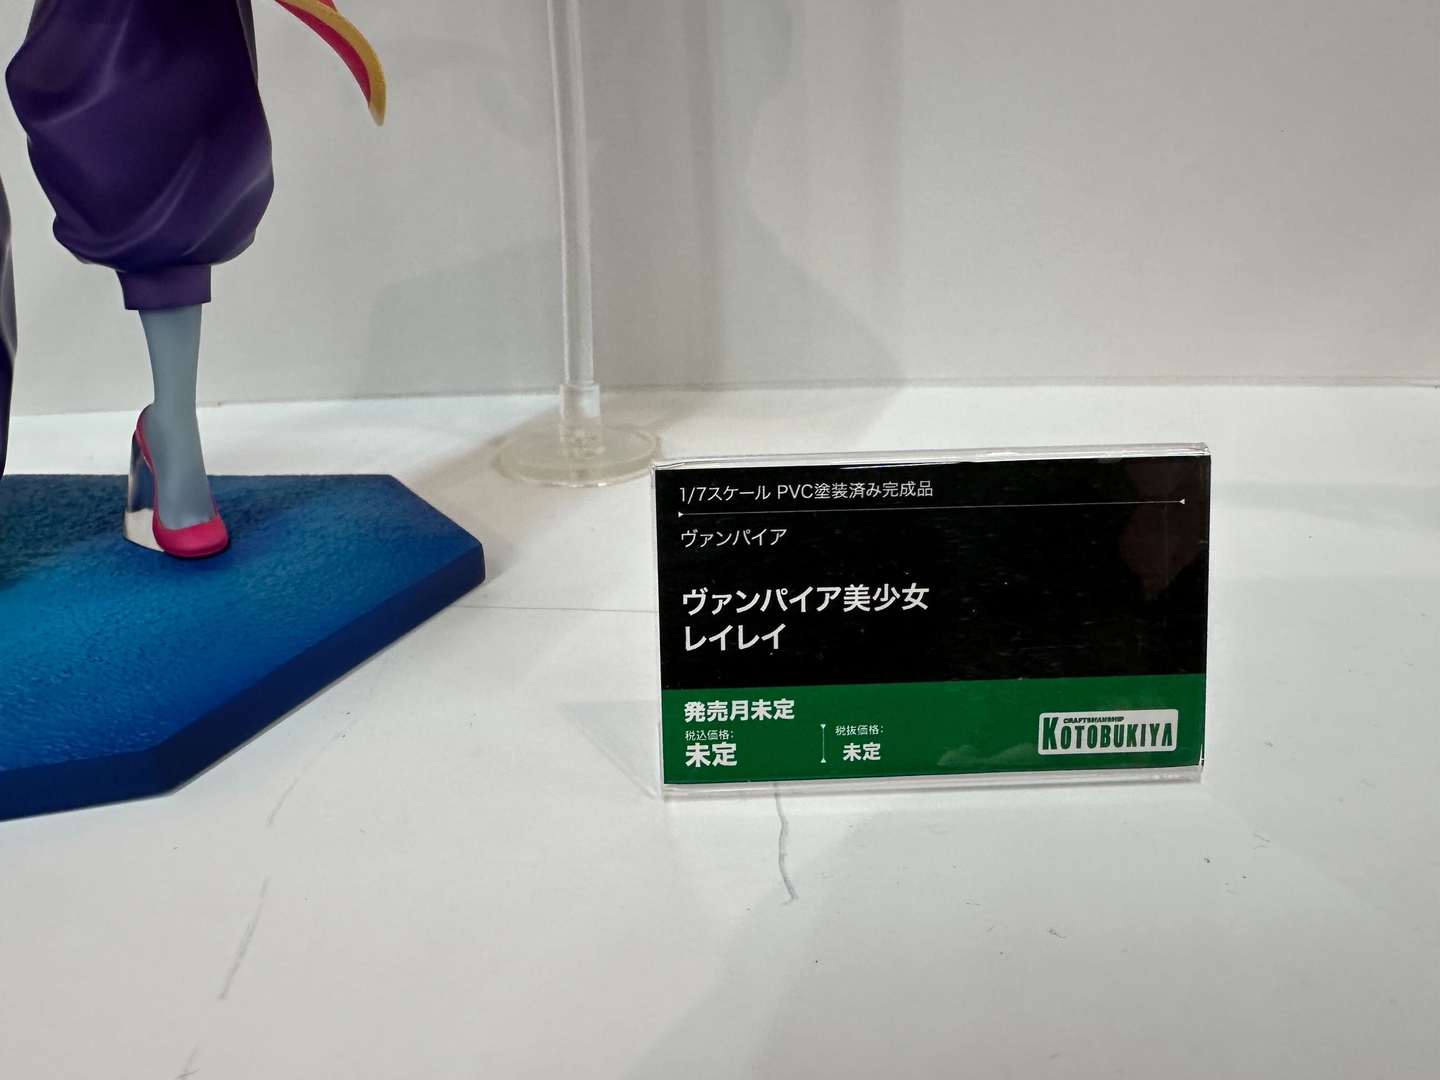 1/7スケール PVC塗装済み完成品
ヴァンパイア
ヴァンパイア美少女
レイレイ
発売月未定
税込価格:
未定
税抜価格:
未定
CRAFTSMANSHIP
KOTOBUKIYA